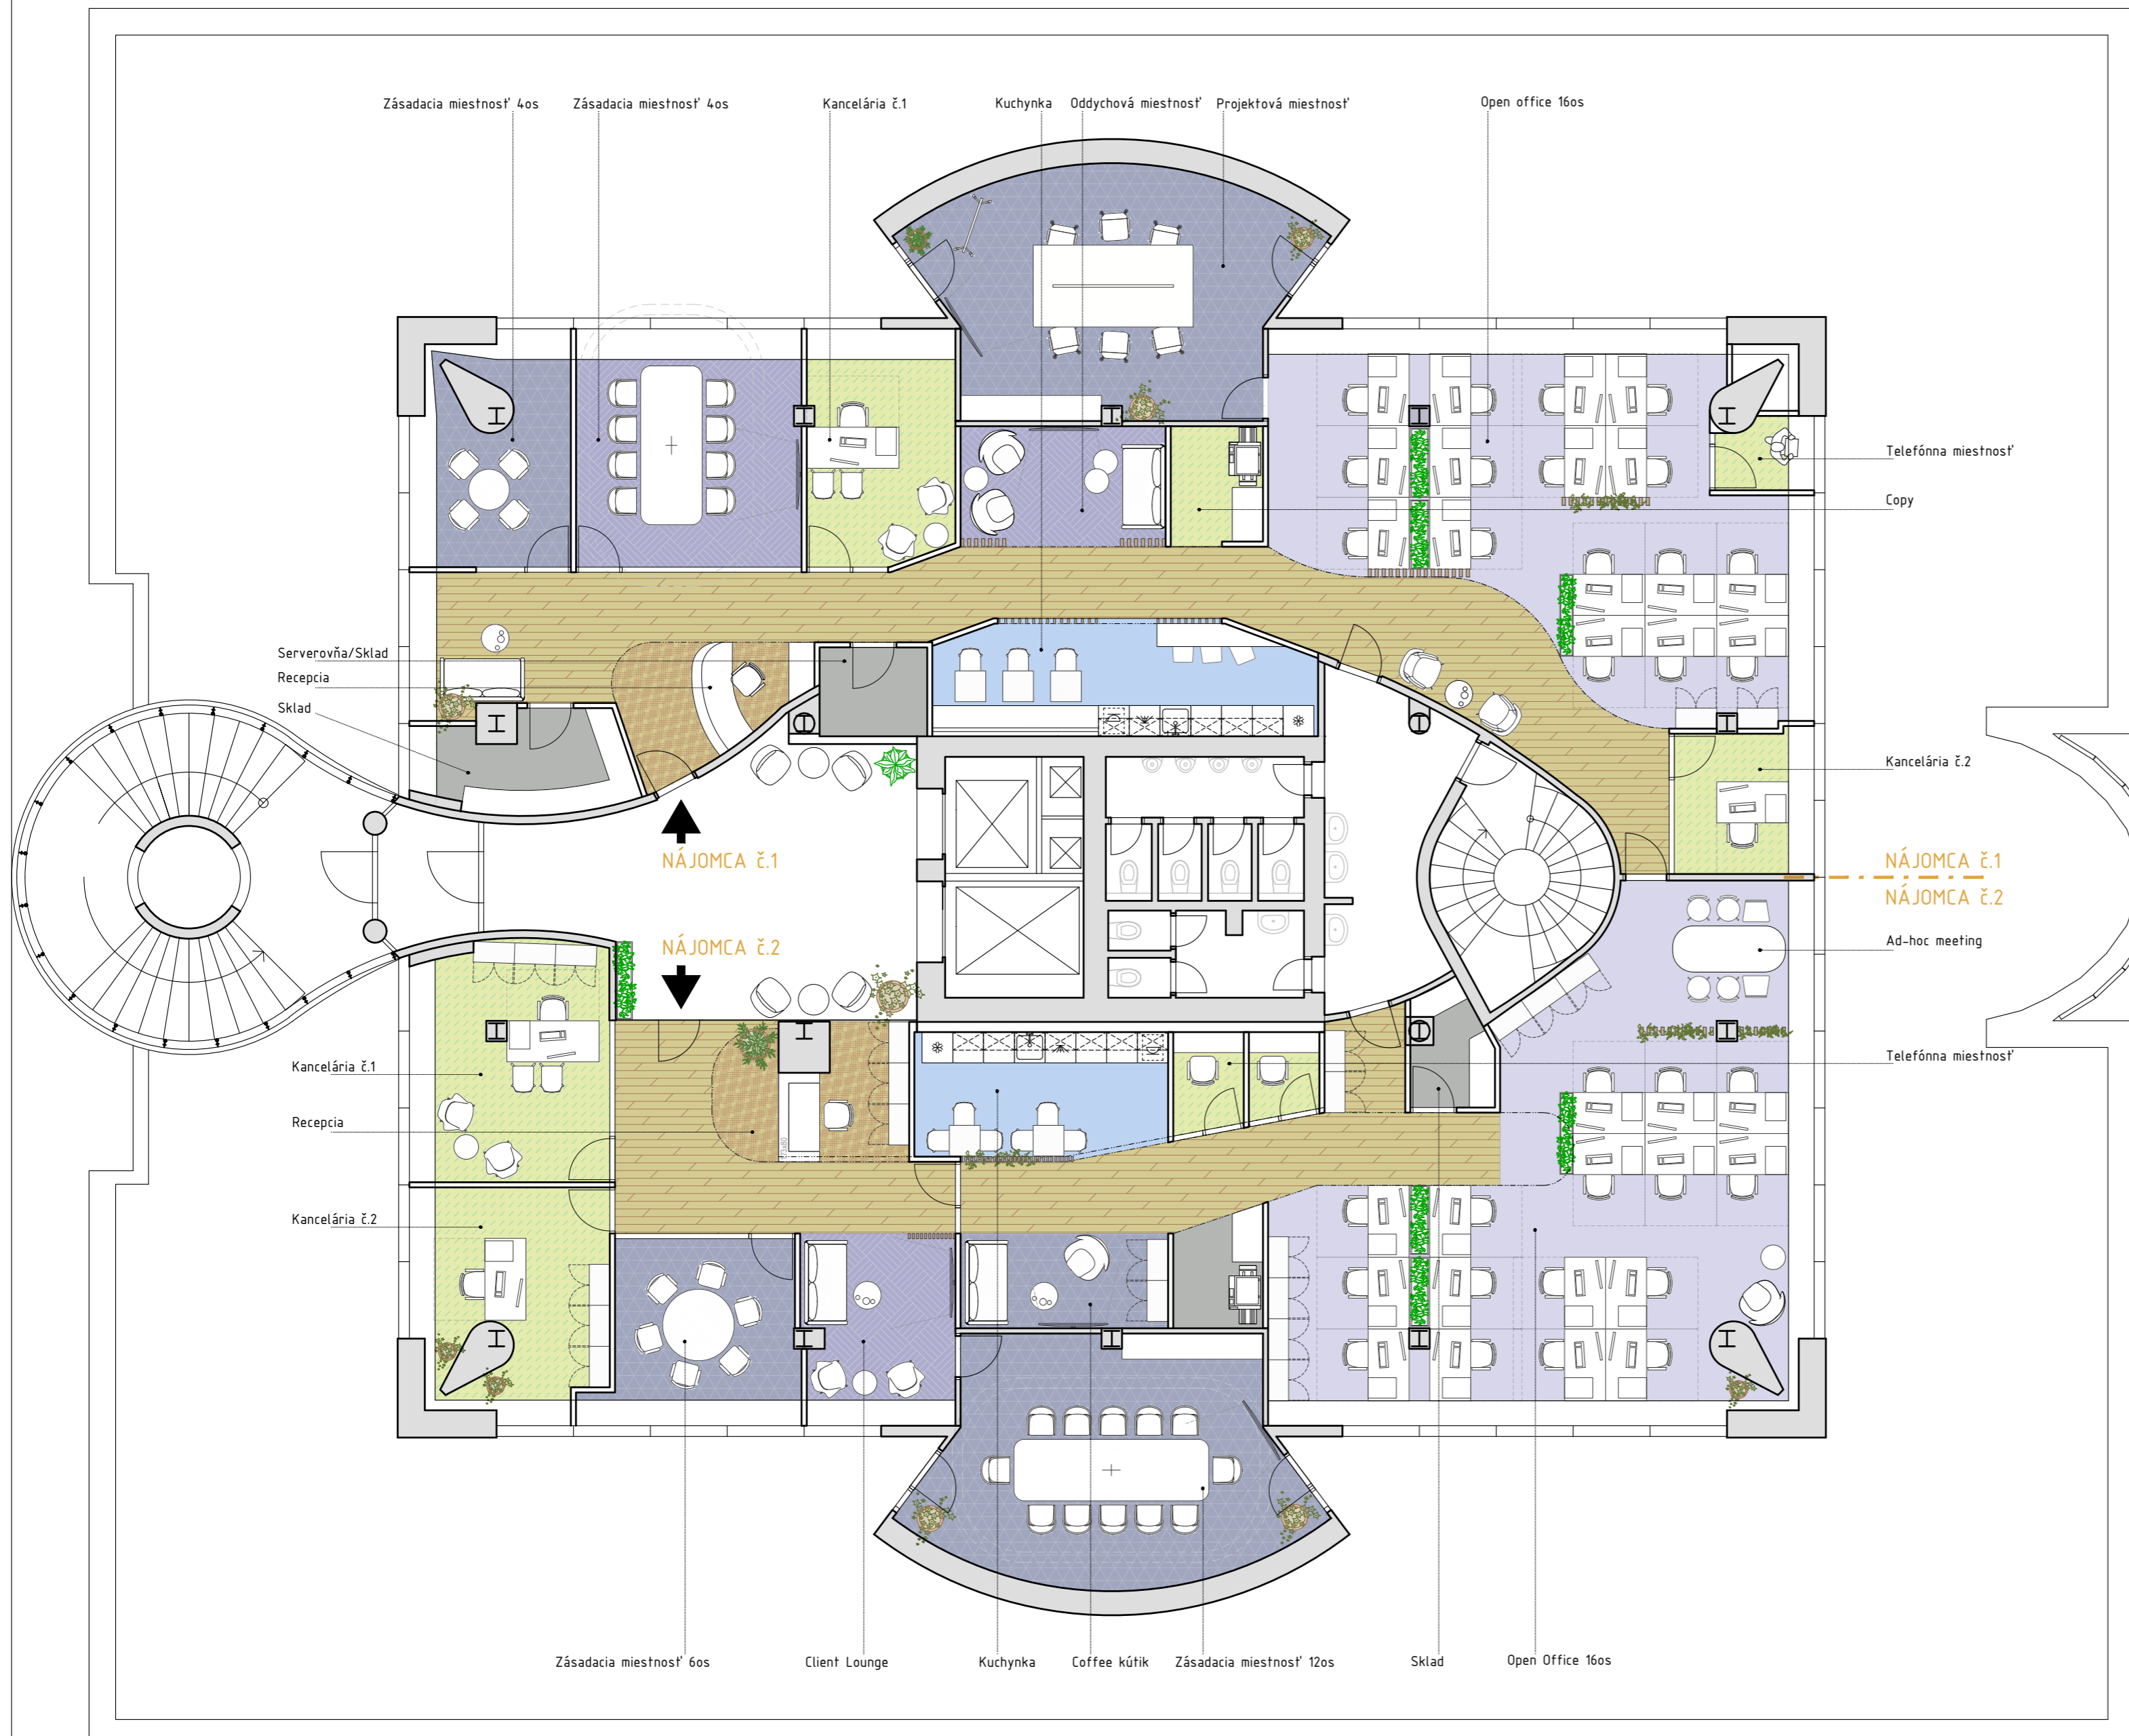 Zásadacia miestnosť 4os
Zásadacia miestnosť 4os
Kancelária č.1
Kuchynka
Oddychová miestnosť
Projektová miestnosť
Open office 16os
Telefónna miestnosť
Copy
Serverovňa/Sklad
Recepcia
Sklad
Kancelária č.2
NÁJOMCA č.1
NÁJOMCA č.1
NÁJOMCA č.2
NÁJOMCA č.2
Ad-hoc meeting
Kancelária č.1
Telefónna miestnosť
Recepcia
Kancelária č.2
Zásadacia miestnosť 6os
Client Lounge
Kuchynka
Coffee kútik
Zásadacia miestnosť 12os
Sklad
Open Office 16os